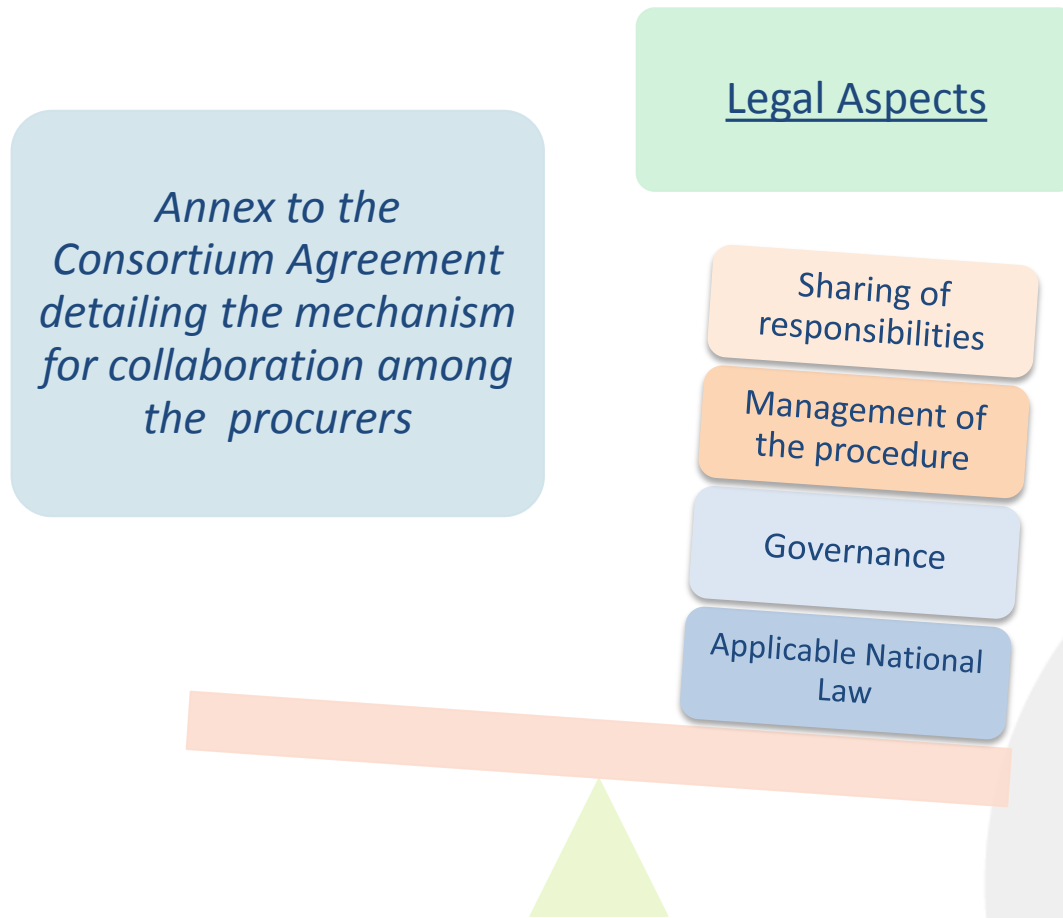 Legal Aspects
Annex to the
Consortium Agreement
detailing the mechanism
for collaboration among
the procurers
Sharing of
responsibilities
Management of
the procedure
Governance
Applicable National
Law